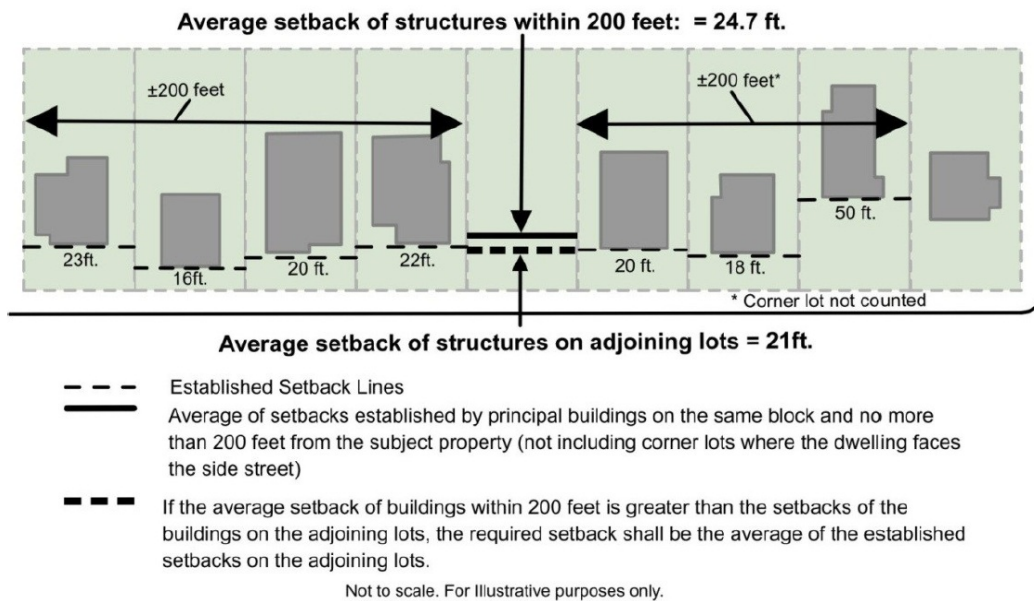 Average setback of structures within 200 feet: = 24.7 ft.
±200 feet
±200 feet*
23ft.
16ft.
20 ft.
22ft.
20 ft.
18 ft.
50 ft.
* Corner lot not counted
Average setback of structures on adjoining lots = 21ft.
Established Setback Lines
Average of setbacks established by principal buildings on the same block and no more
than 200 feet from the subject property (not including corner lots where the dwelling faces
the side street)
If the average setback of buildings within 200 feet is greater than the setbacks of the
buildings on the adjoining lots, the required setback shall be the average of the established
setbacks on the adjoining lots.
Not to scale. For Illustrative purposes only.